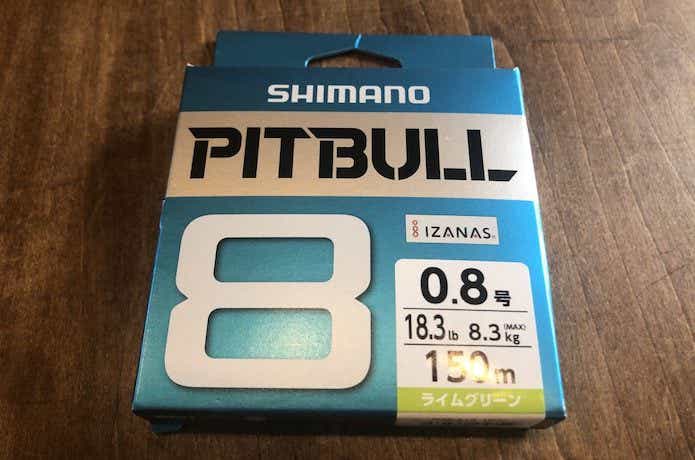 SHIMANO
PITBULL
8
IZANAS
0.8号
18.3lb 8.3kg (MAX)
150m
ライムグリーン